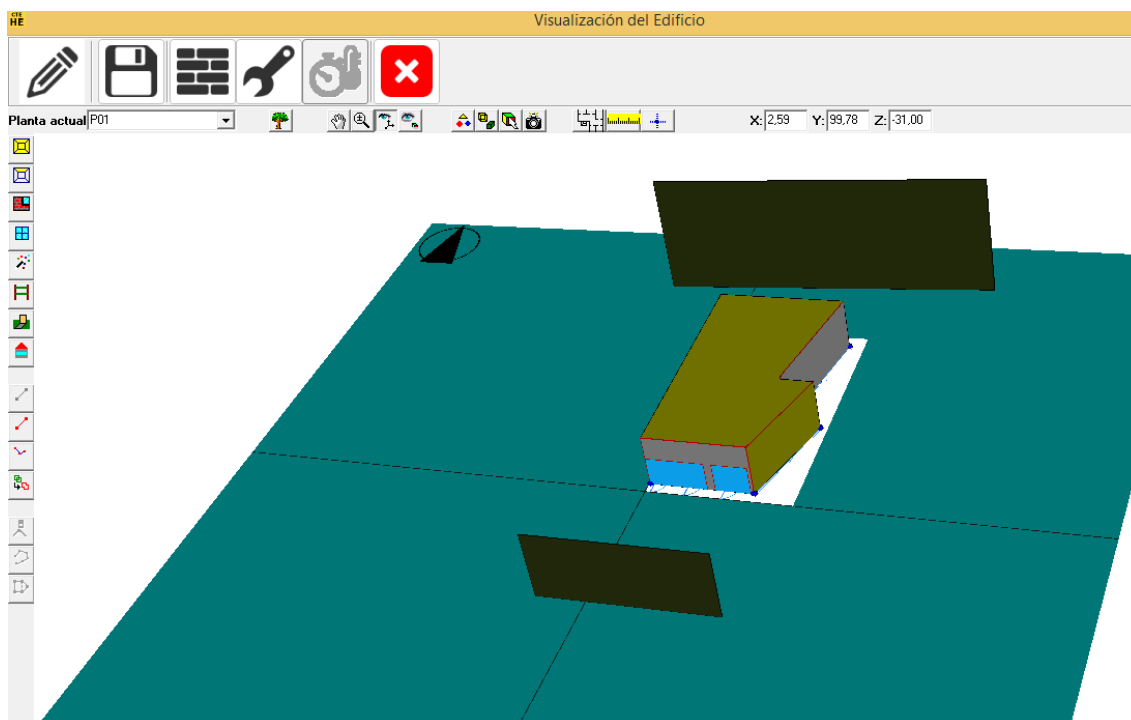 CTE
HE
Visualización del Edificio
Planta actual P01 X: 2,59 Y: 99,78 Z: -31,00